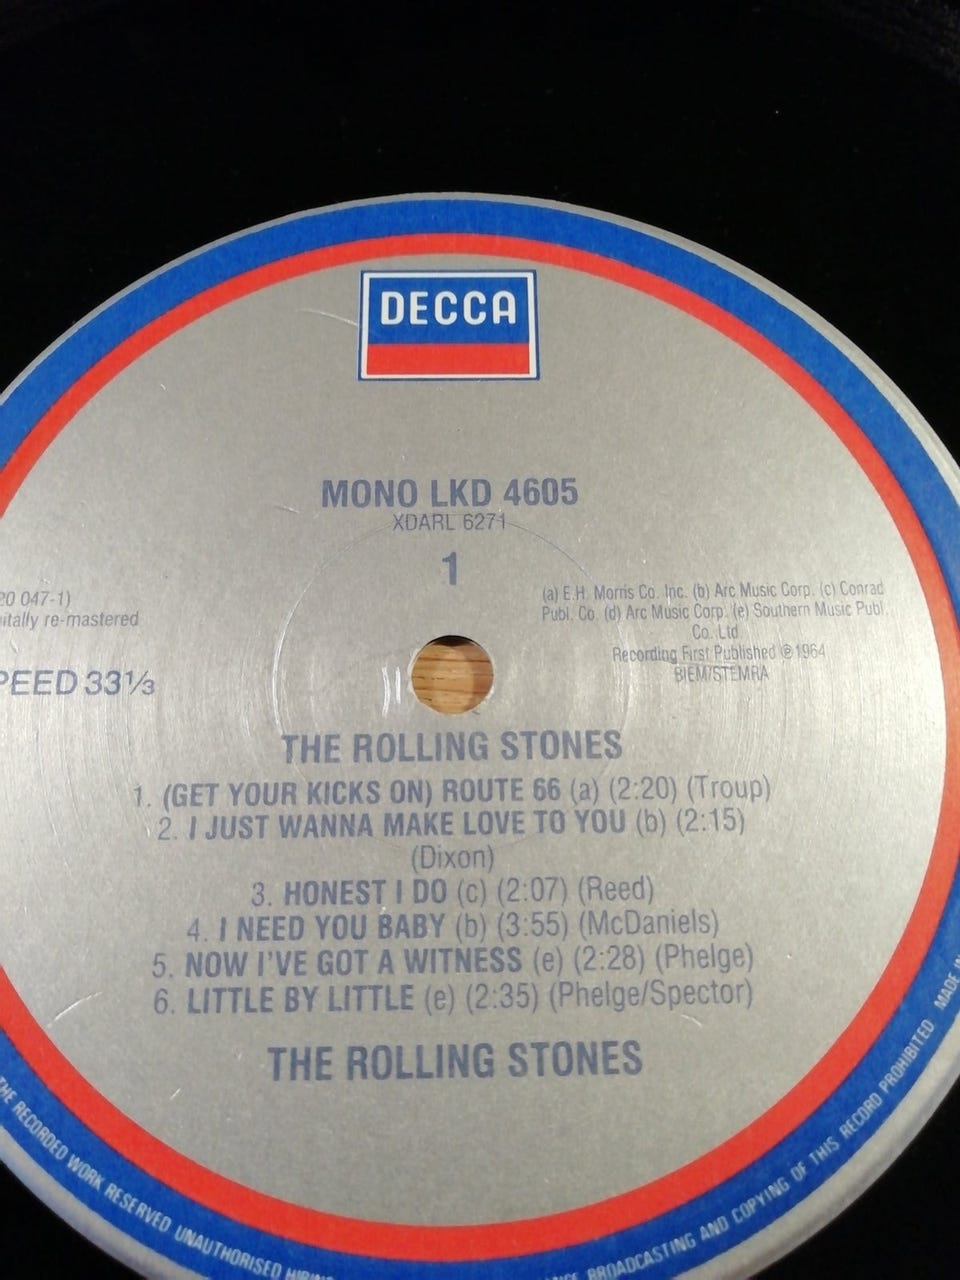 DECCA
MONO LKD 4605
XDARL 6271
1
20 047-1)
itally re-mastered
PEED 33⅓
(a) E.H. Morris Co. Inc. (b) Arc Music Corp. (c) Conrad
Publ. Co. (d) Arc Music Corp. (e) Southern Music Publ.
Co. Ltd
Recording First Published ℗1964
BIEM/STEMRA
THE ROLLING STONES
1. (GET YOUR KICKS ON) ROUTE 66 (a) (2:20) (Troup)
2. I JUST WANNA MAKE LOVE TO YOU (b) (2:15)
(Dixon)
3. HONEST I DO (c) (2:07) (Reed)
4. I NEED YOU BABY (b) (3:55) (McDaniels)
5. NOW I'VE GOT A WITNESS (e) (2:28) (Phelge)
6. LITTLE BY LITTLE (e) (2:35) (Phelge/Spector)
THE ROLLING STONES
THE RECORDED WORK RESERVED UNAUTHORISED BROADCASTING AND COPYING OF THIS RECORD PROHIBITED MADE IN